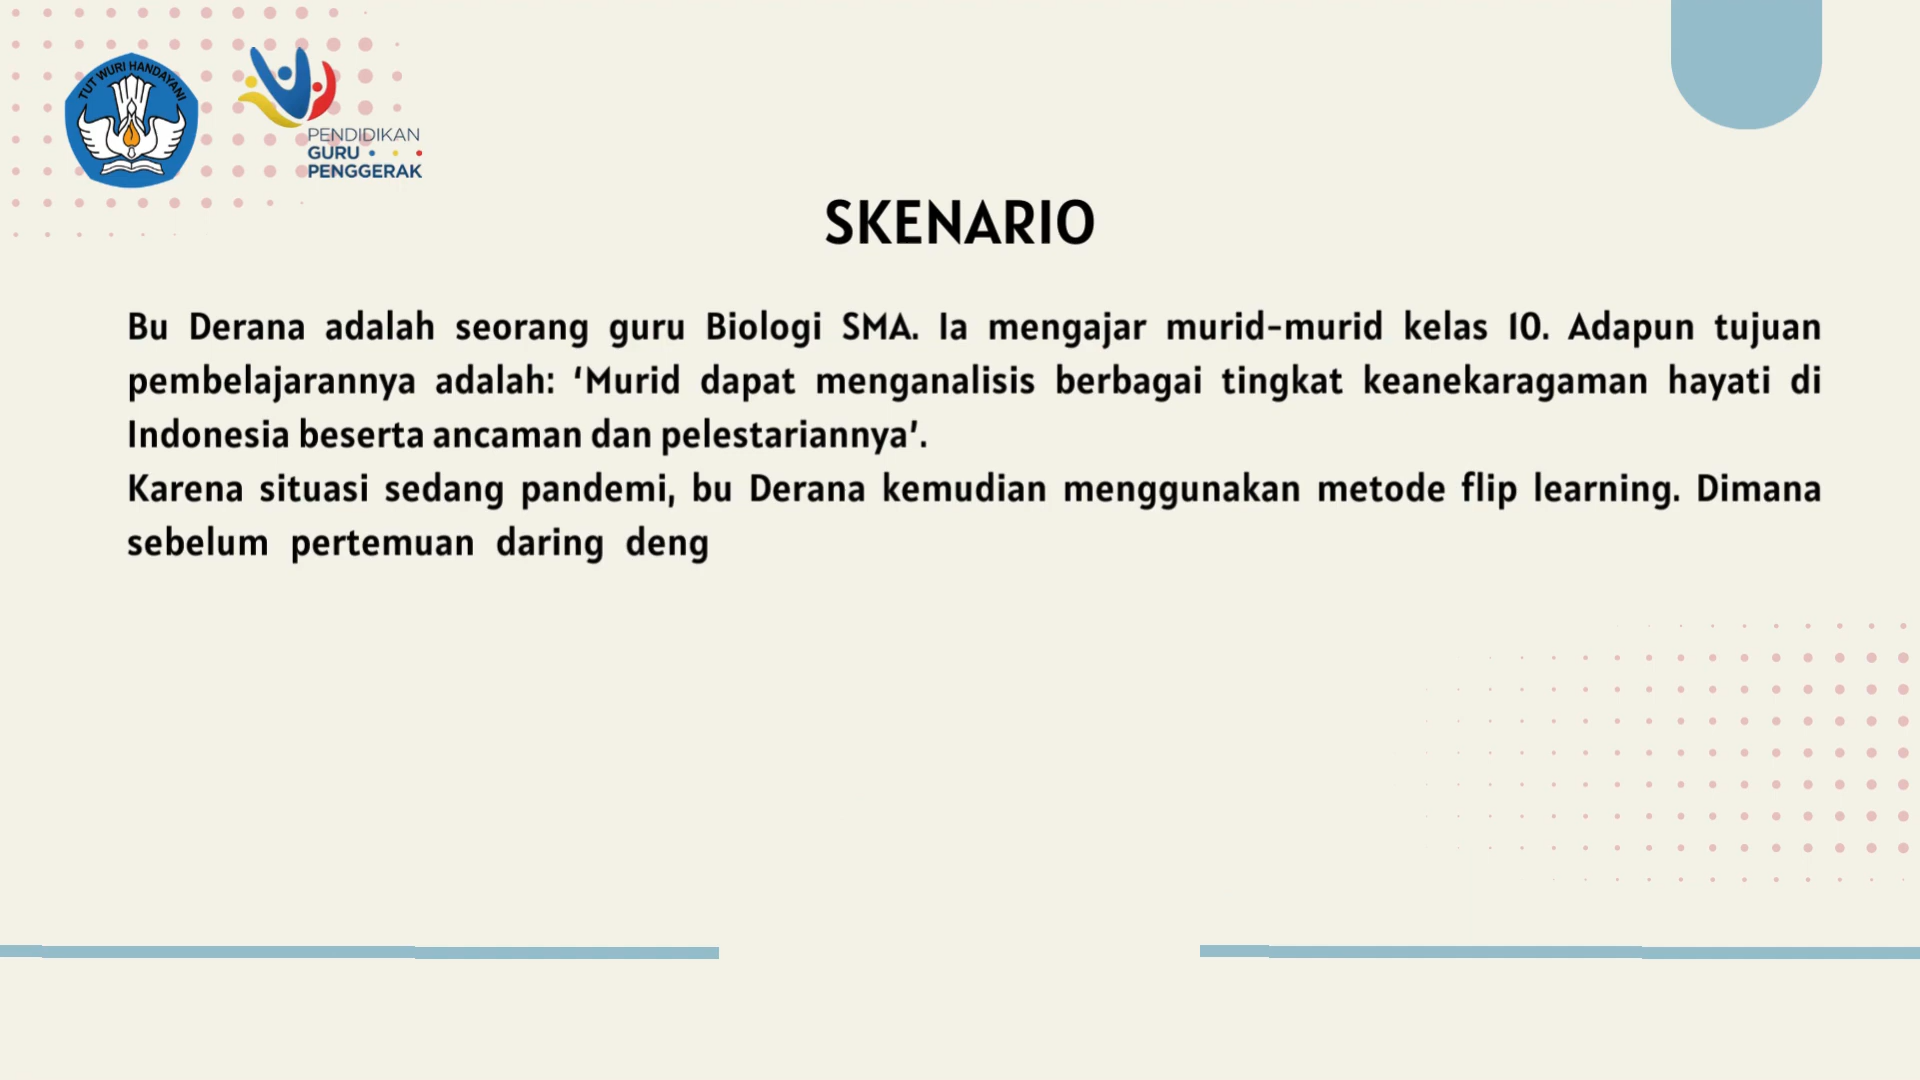 TUT WURI HANDAYANI
PENDIDIKAN
GURU
PENGGERAK
SKENARIO
Bu Derana adalah seorang guru Biologi SMA. Ia mengajar murid-murid kelas 10. Adapun tujuan
pembelajarannya adalah: ‘Murid dapat menganalisis berbagai tingkat keanekaragaman hayati di
Indonesia beserta ancaman dan pelestariannya’.
Karena situasi sedang pandemi, bu Derana kemudian menggunakan metode flip learning. Dimana
sebelum pertemuan daring deng